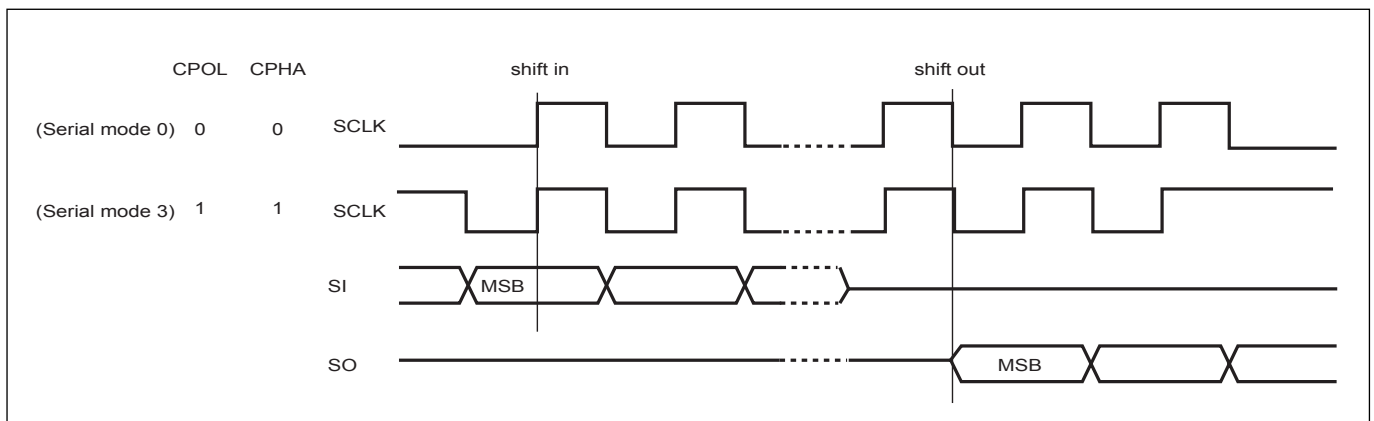 CPOL CPHA shift in shift out
(Serial mode 0) 0 0 SCLK
(Serial mode 3) 1 1 SCLK
SI MSB
SO MSB